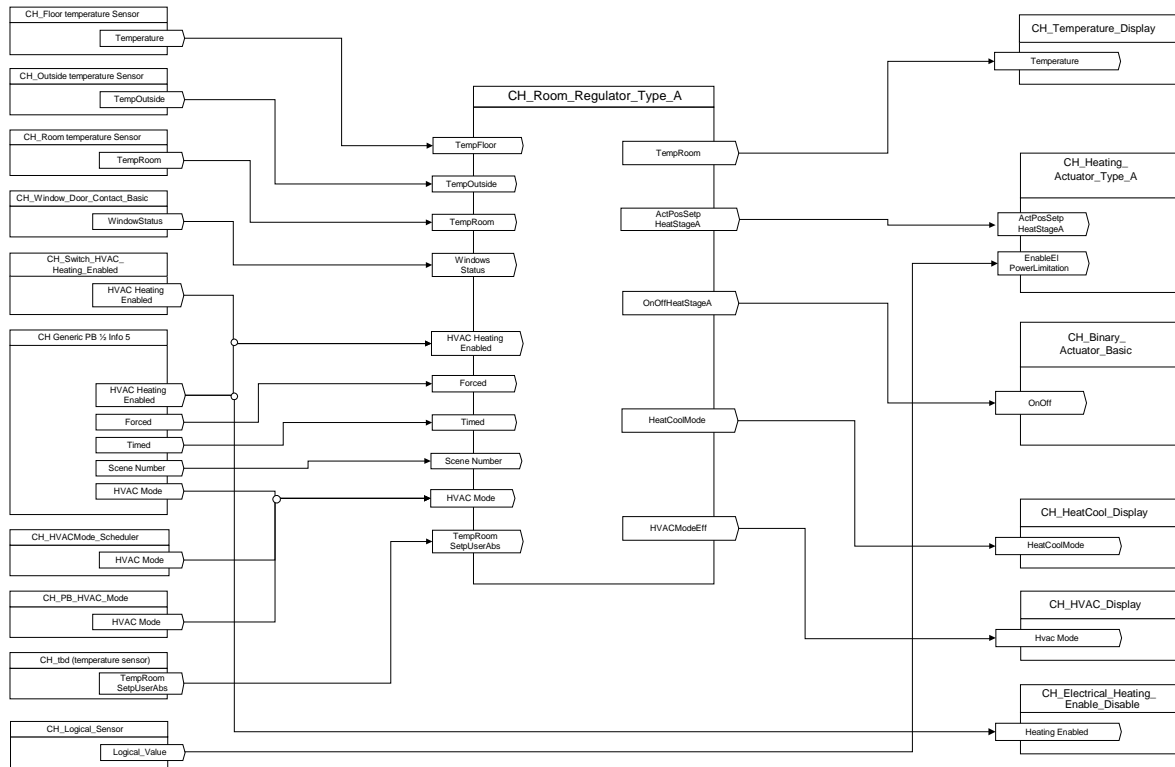 CH_Floor temperature Sensor
Temperature
CH_Outside temperature Sensor
TempOutside
CH_Room temperature Sensor
TempRoom
CH_Window_Door_Contact_Basic
WindowStatus
CH_Switch_HVAC_
Heating_Enabled
HVAC Heating
Enabled
CH Generic PB ½ Info 5
HVAC Heating
Enabled
Forced
Timed
Scene Number
HVAC Mode
CH_HVACMode_Scheduler
HVAC Mode
CH_PB_HVAC_Mode
HVAC Mode
CH_tbd (temperature sensor)
TempRoom
SetpUserAbs
CH_Logical_Sensor
Logical_Value
CH_Room_Regulator_Type_A
TempFloor
TempOutside
TempRoom
Windows
Status
HVAC Heating
Enabled
Forced
Timed
Scene Number
HVAC Mode
TempRoom
SetpUserAbs
TempRoom
ActPosSetp
HeatStageA
OnOffHeatStageA
HeatCoolMode
HVACModeEff
CH_Temperature_Display
Temperature
CH_Heating_
Actuator_Type_A
ActPosSetp
HeatStageA
EnableEl
PowerLimitation
CH_Binary_
Actuator_Basic
OnOff
CH_HeatCool_Display
HeatCoolMode
CH_HVAC_Display
Hvac Mode
CH_Electrical_Heating_
Enable_Disable
Heating Enabled